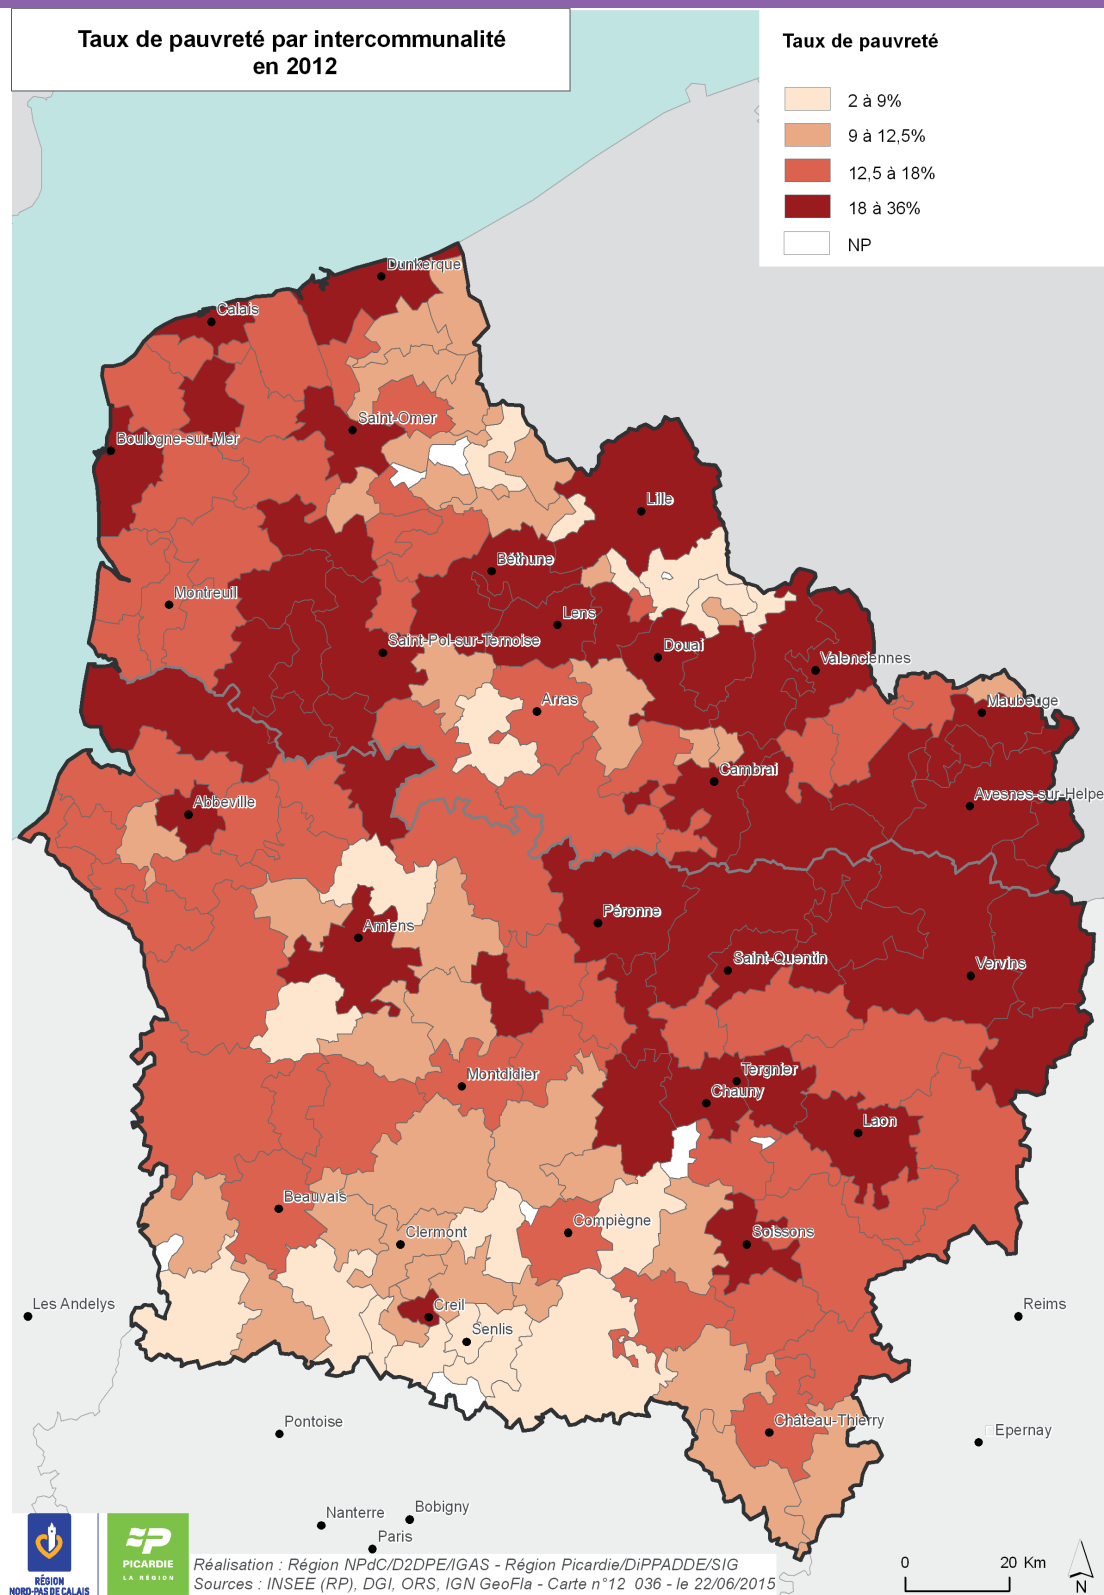 Taux de pauvreté par intercommunalité
en 2012
Taux de pauvreté
2 à 9%
9 à 12,5%
12,5 à 18%
18 à 36%
NP
Dunkerque
Calais
Saint-Omer
Boulogne-sur-Mer
Lille
Béthune
Montreuil
Lens
Saint-Pol-sur-Ternoise
Douai
Valenciennes
Arras
Maubeuge
Cambrai
Avesnes-sur-Helpe
Abbeville
Péronne
Amiens
Saint-Quentin
Vervins
Montdidier
Tergnier
Chauny
Laon
Beauvais
Compiègne
Clermont
Soissons
Les Andelys
Creil
Reims
Senlis
Pontoise
Château-Thierry
Epernay
Nanterre
Bobigny
Paris
RÉGION
NORD-PAS DE CALAIS
PICARDIE
LA RÉGION
Réalisation : Région NPdC/D2DPE/IGAS - Région Picardie/DiPPADDE/SIG
Sources : INSEE (RP), DGI, ORS, IGN GeoFla - Carte n°12_036 - le 22/06/2015
0 20 Km
N